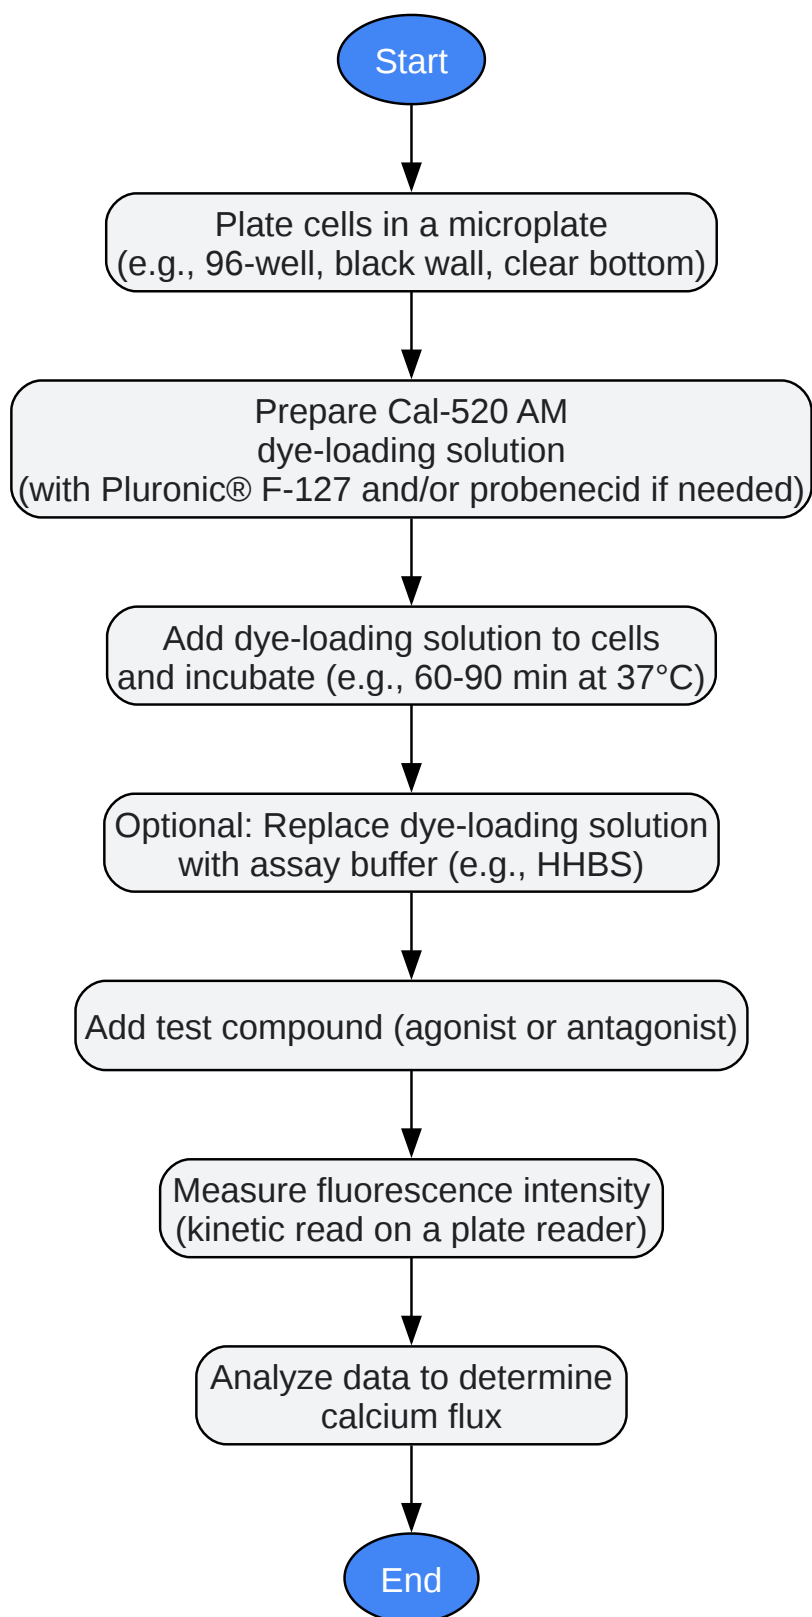 Start
Plate cells in a microplate
(e.g., 96-well, black wall, clear bottom)
Prepare Cal-520 AM
dye-loading solution
(with Pluronic® F-127 and/or probenecid if needed)
Add dye-loading solution to cells
and incubate (e.g., 60-90 min at 37°C)
Optional: Replace dye-loading solution
with assay buffer (e.g., HHBS)
Add test compound (agonist or antagonist)
Measure fluorescence intensity
(kinetic read on a plate reader)
Analyze data to determine
calcium flux
End